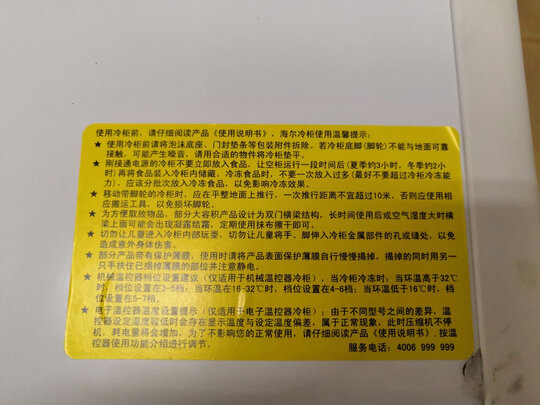 使用冷柜前，请仔细阅读产品《使用说明书》，海尔冷柜使用温馨提示：
★ 使用冷柜时请将泡沫底座、门封垫条等包装附件拆除，若冷柜底脚(脚轮)不能与地面可靠
接触，可能产生噪音，请用合适的物件将冷柜垫平。
★ 刚接通电源的冷柜不要立即放入食品，让空柜运行一段时间后(夏季约3小时，冬季约2小
时)再将食品装入冷柜内储藏。冷冻食品时，不要一次放入过多(最好不要超过冷柜冷冻能
力)，应该分批次放入冷冻食品，以免影响冷冻效果。
★ 移动带脚轮的冷柜时，应在平整地面上推行，一次推行距离不宜超过10米，否则应使用相
应搬运工具，以免损坏脚轮。
★ 为方便取放物品，部分大容积产品设计为双门横梁结构，长时间使用后或空气湿度大时横
梁上面可能会出现凝露结霜，定期使用抹布擦干即可。
★ 切勿让儿童进入冷柜内部玩耍，切勿让儿童将手、脚伸入冷柜金属部件的孔或缝处，以免
造成意外身体伤害。
★ 部分产品带有保护薄膜，使用时请将产品表面保护薄膜自行慢慢揭掉，揭掉的同时用另一
只手扶住已揭掉薄膜的部位并注意静电。
★ 机械温控器档位设置建议（仅适用于机械温控器冷柜），当冷柜冷冻时：当环温高于32℃
时，档位设置在3-5档；当环温在16-32℃时，档位设置在4-6档；当环温低于16℃时，档
位设置在5-7档。
★ 电子温控器温度设置提示（仅适用于电子温控器冷柜）：由于不同型号之间的差异，温
控器设定温度较低时会存在显示温度与设定温度偏差，属于正常现象，此时压缩机不停
机，耗电量将会增加，为了不影响您的正常使用，请仔细阅读产品《使用说明书》.按温
控器使用功能介绍进行调节.
服务电话：4006 999 999